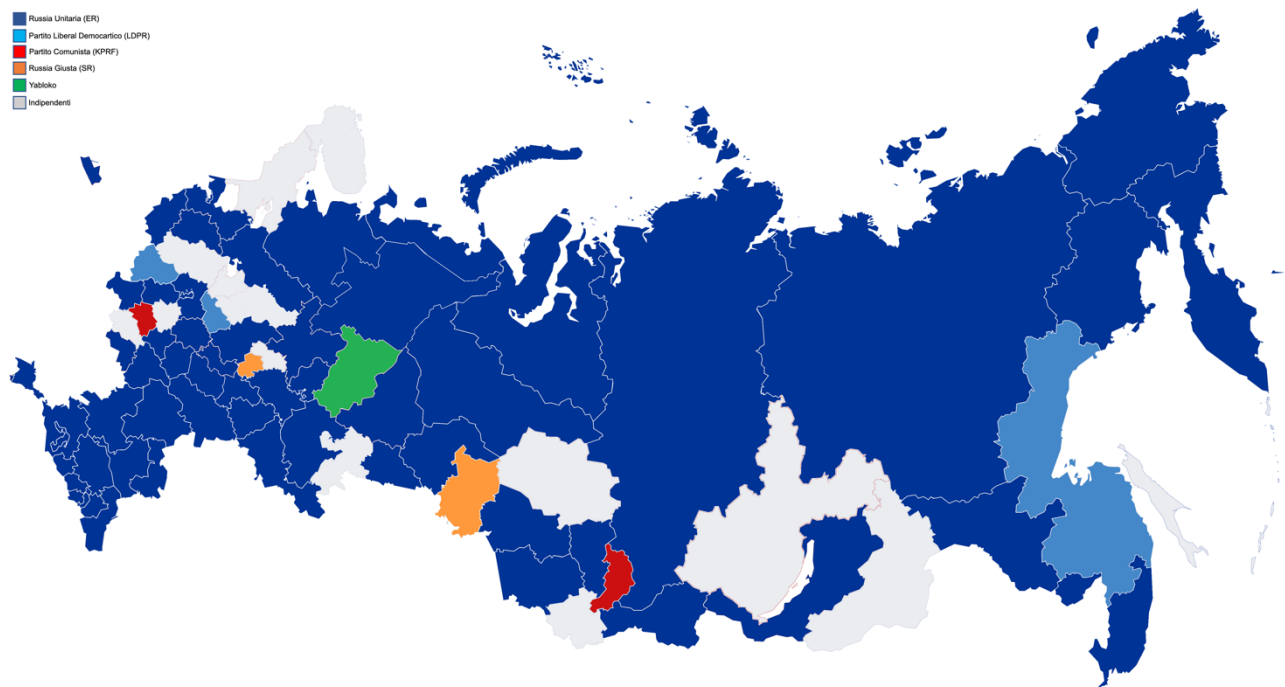 Russia Unitaria (ER)
Partito Liberal Democartico (LDPR)
Partito Comunista (KPRF)
Russia Giusta (SR)
Yabloko
Indipendenti